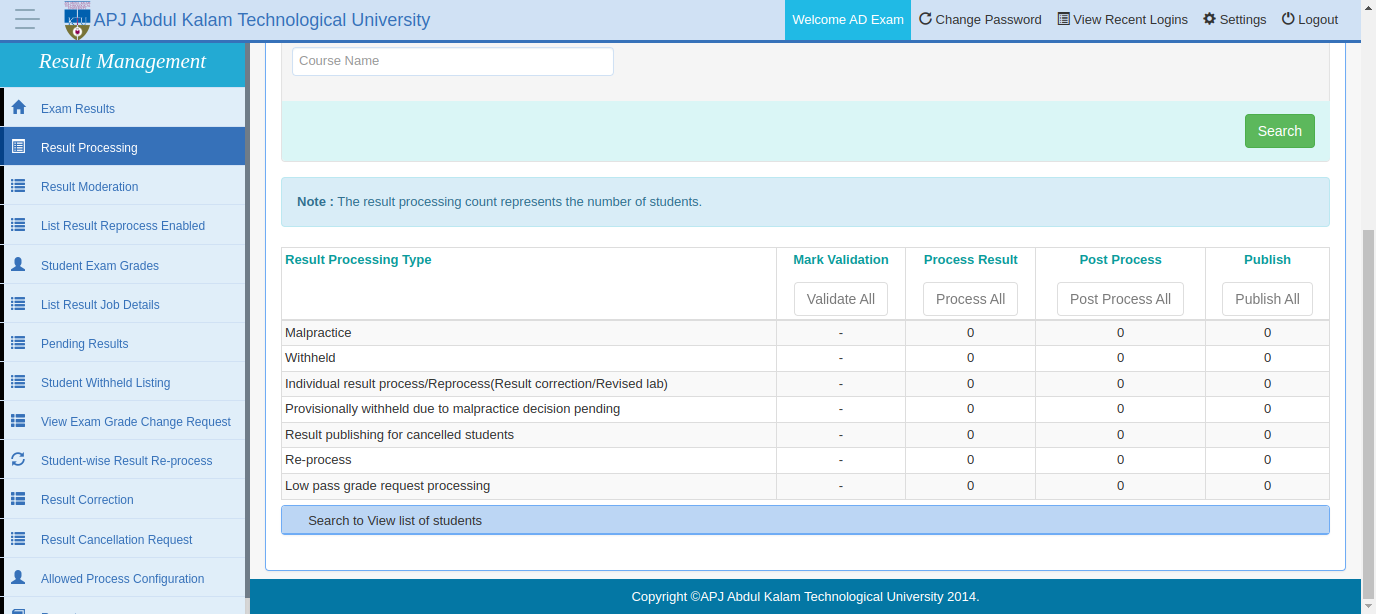 APJ Abdul Kalam Technological University
Welcome AD Exam Change Password View Recent Logins Settings Logout
Result Management
Exam Results
Result Processing
Result Moderation
List Result Reprocess Enabled
Student Exam Grades
List Result Job Details
Pending Results
Student Withheld Listing
View Exam Grade Change Request
Student-wise Result Re-process
Result Correction
Result Cancellation Request
Allowed Process Configuration
Course Name
Search
Note : The result processing count represents the number of students.
Result Processing Type Mark Validation Process Result Post Process Publish
Validate All Process All Post Process All Publish All
Malpractice - 0 0 0
Withheld - 0 0 0
Individual result process/Reprocess(Result correction/Revised lab) - 0 0 0
Provisionally withheld due to malpractice decision pending - 0 0 0
Result publishing for cancelled students - 0 0 0
Re-process - 0 0 0
Low pass grade request processing - 0 0 0
Search to View list of students
Copyright ©APJ Abdul Kalam Technological University 2014.